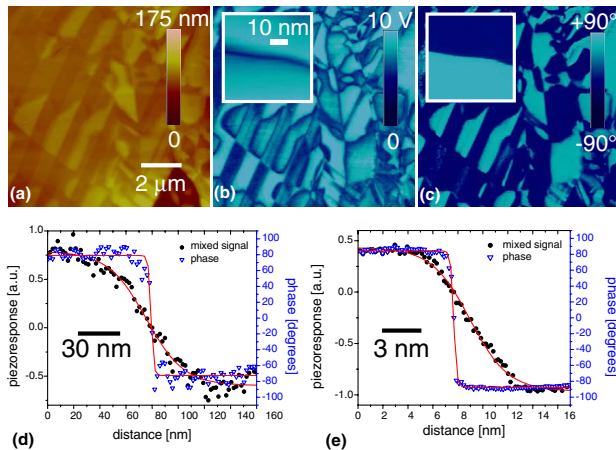 175 nm
0
2 µm
(a)
10 nm
10 V
0
(b)
+90°
-90°
(c)
piezoresponse [a.u.]
1.0
0.5
0.0
-0.5
mixed signal
phase
30 nm
100
80
60
40
20
0
-20
-40
-60
-80
-100
phase [degrees]
0 20 40 60 80 100 120 148
distance [nm]
(d)
piezoresponse [a.u.]
0.5
0.0
-0.5
-1.0
mixed signal
phase
3 nm
100
80
60
40
20
0
-20
-40
-60
-80
-100
phase [degrees]
0 2 4 6 8 10 12 14 16
distance [nm]
(e)